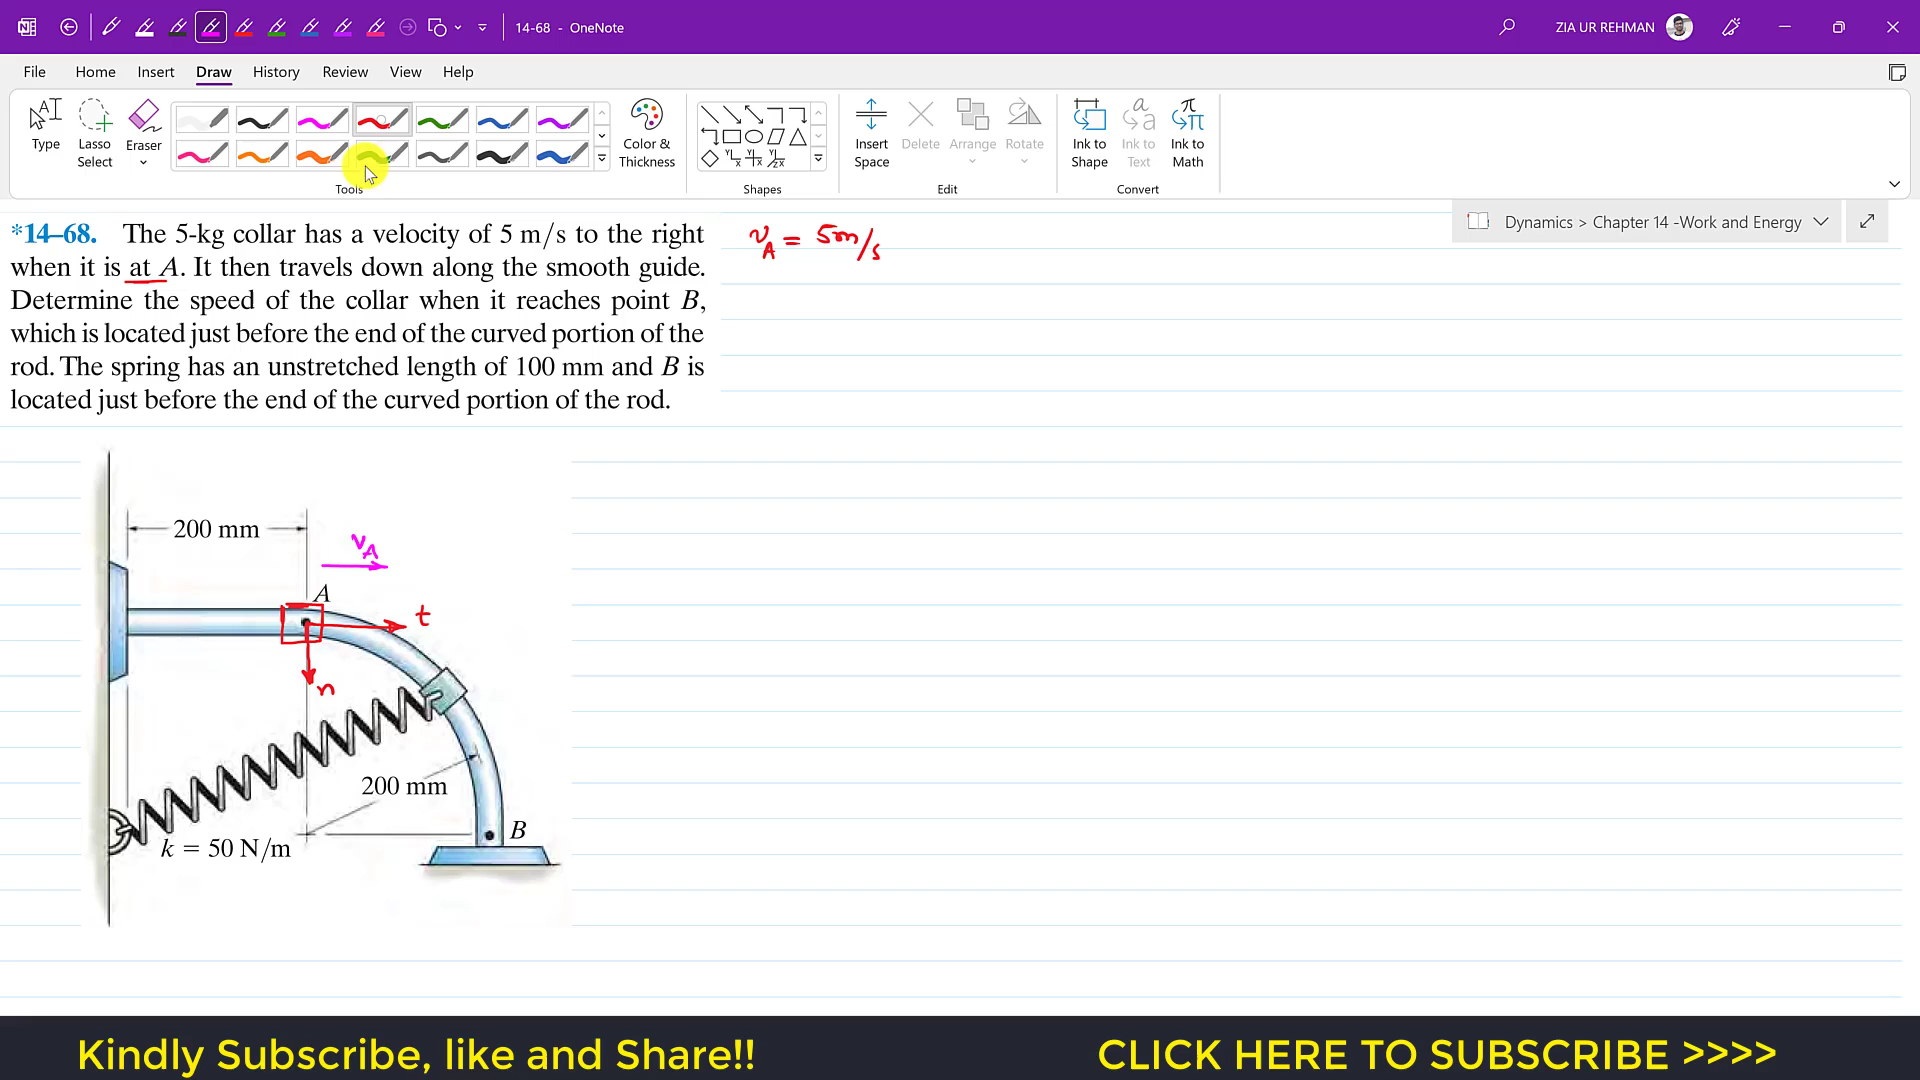 14-68 - OneNote
ZIA UR REHMAN
File Home Insert Draw History Review View Help
Type
Lasso Select
Eraser
Color & Thickness
Insert Space
Delete
Arrange
Rotate
Ink to Shape
Ink to Text
Ink to Math
Tools
Shapes
Edit
Convert
Dynamics > Chapter 14 -Work and Energy
*14–68. The 5-kg collar has a velocity of 5 m/s to the right
when it is at A. It then travels down along the smooth guide.
Determine the speed of the collar when it reaches point B,
which is located just before the end of the curved portion of the
rod. The spring has an unstretched length of 100 mm and B is
located just before the end of the curved portion of the rod.
v_A = 5m/s
200 mm
v_A
A
t
n
200 mm
B
k = 50 N/m
Kindly Subscribe, like and Share!!
CLICK HERE TO SUBSCRIBE >>>>